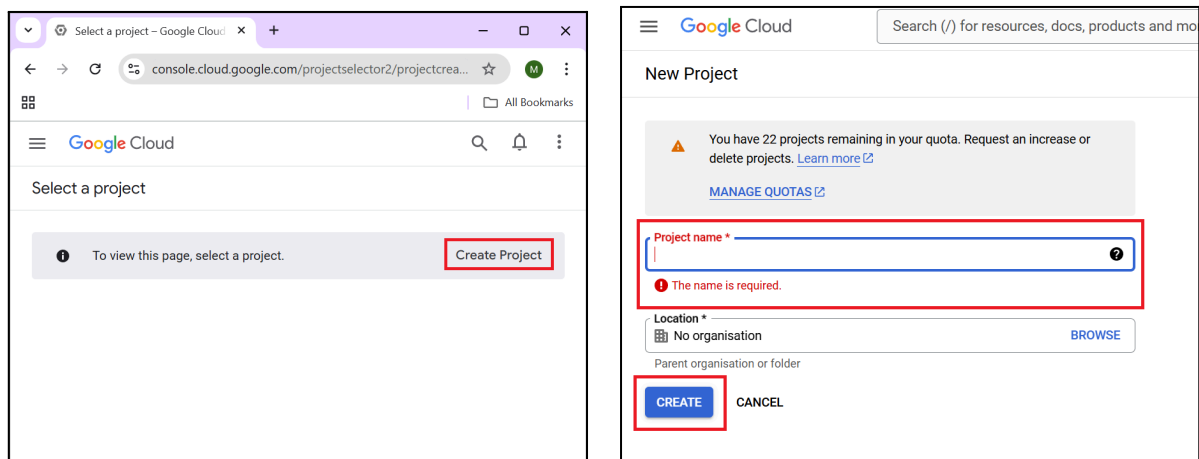 Select a project – Google Cloud
console.cloud.google.com/projectselector2/projectcrea...
M
All Bookmarks
Google Cloud
Select a project
To view this page, select a project.
Create Project
Google Cloud
Search (/) for resources, docs, products and mo
New Project
You have 22 projects remaining in your quota. Request an increase or
delete projects. Learn more
MANAGE QUOTAS
Project name *
The name is required.
Location *
No organisation
BROWSE
Parent organisation or folder
CREATE
CANCEL